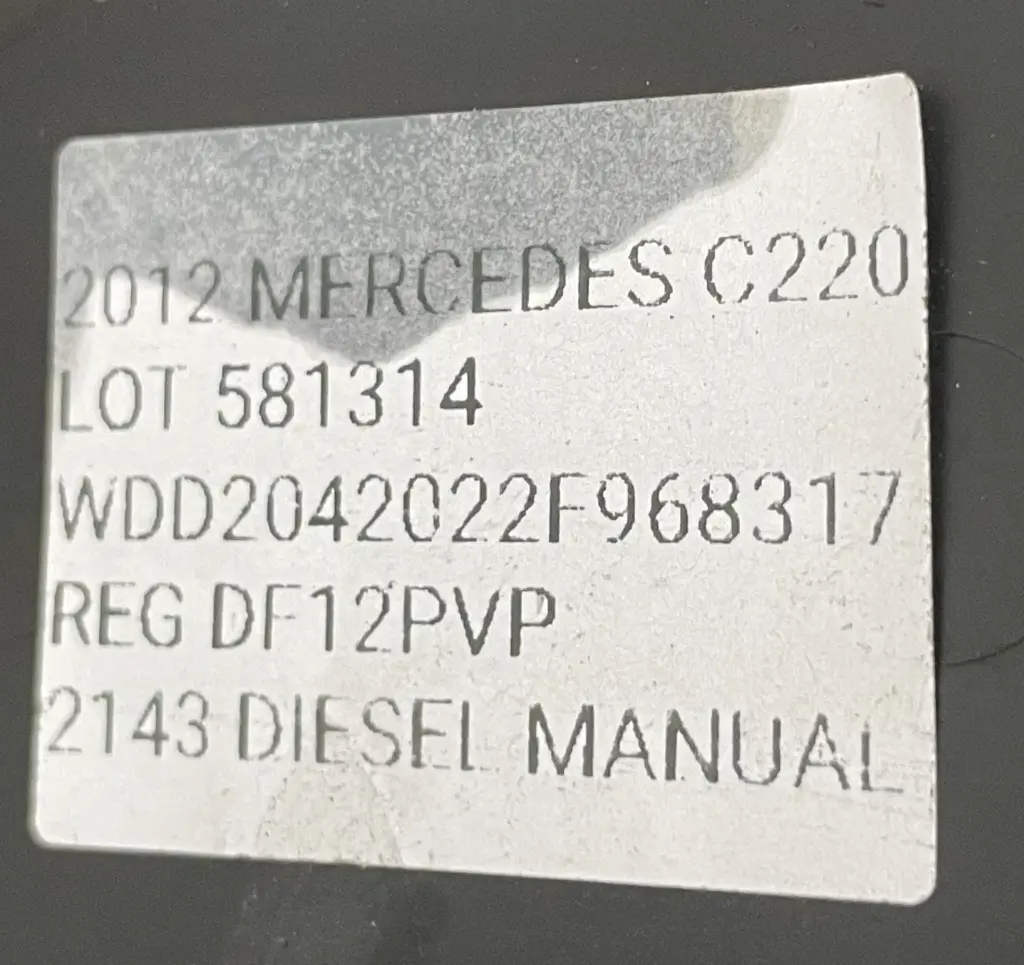 2012 MERCEDES C220
LOT 581314
WDD2042022F968317
REG DF12PVP
2143 DIESEL MANUAL